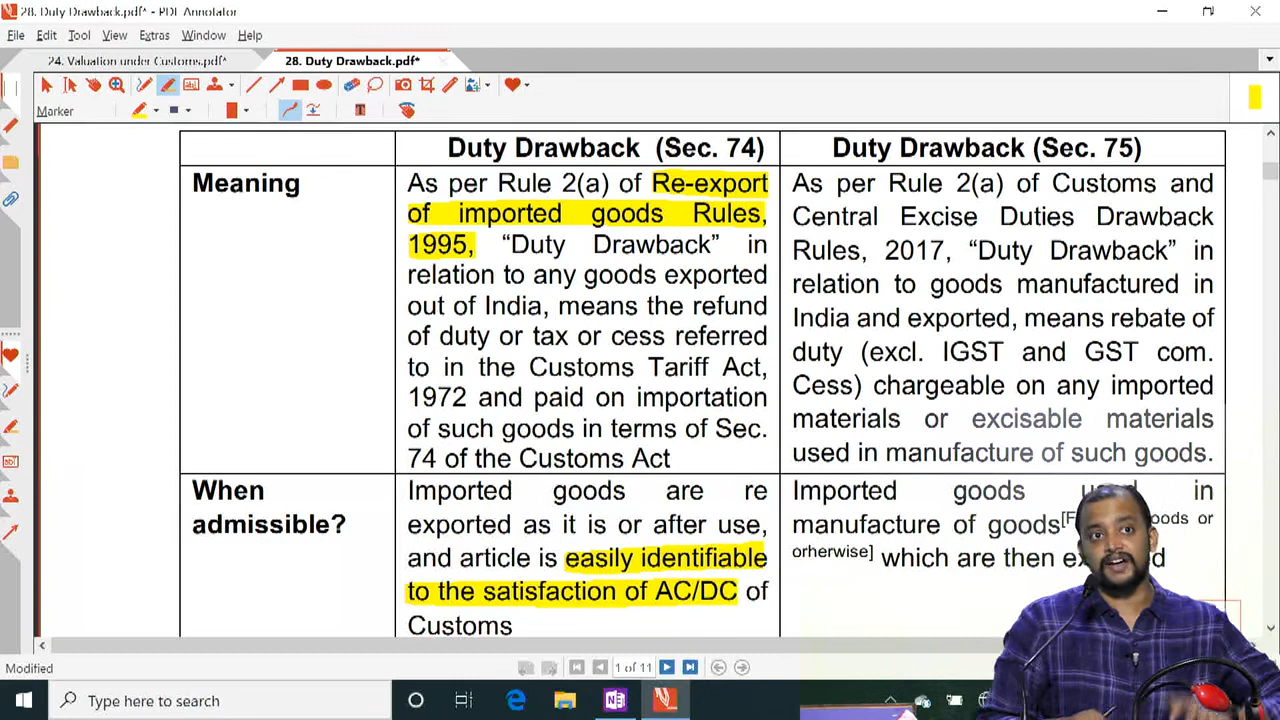 28. Duty Drawback.pdf* - PDF Annotator
File Edit Tool View Extras Window Help
24. Valuation under Customs.pdf*
28. Duty Drawback.pdf*
Marker
Duty Drawback (Sec. 74)
Duty Drawback (Sec. 75)
Meaning
As per Rule 2(a) of Re-export
of imported goods Rules,
1995, “Duty Drawback” in
relation to any goods exported
out of India, means the refund
of duty or tax or cess referred
to in the Customs Tariff Act,
1972 and paid on importation
of such goods in terms of Sec.
74 of the Customs Act
As per Rule 2(a) of Customs and
Central Excise Duties Drawback
Rules, 2017, “Duty Drawback” in
relation to goods manufactured in
India and exported, means rebate of
duty (excl. IGST and GST com.
Cess) chargeable on any imported
materials or excisable materials
used in manufacture of such goods.
When
admissible?
Imported goods are re
exported as it is or after use,
and article is easily identifiable
to the satisfaction of AC/DC of
Customs
Imported goods in
manufacture of goods or
orherwise] which are then
Modified
1 of 11
Type here to search